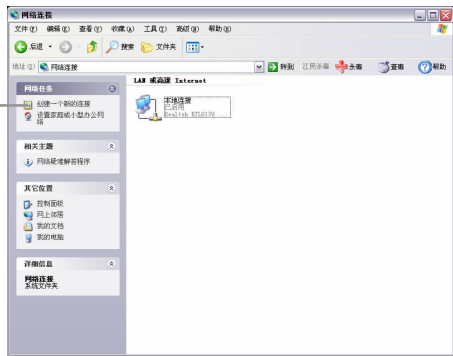 网络连接
文件(F) 编辑(E) 查看(V) 收藏(A) 工具(T) 高级(N) 帮助(H)
后退 搜索 文件夹
地址(D) 网络连接 转到 江民杀毒 杀毒 查毒 帮助
网络任务
创建一个新的连接
设置家庭或小型办公网络
相关主题
网络疑难解答程序
其它位置
控制面板
网上邻居
我的文档
我的电脑
详细信息
网络连接
系统文件夹
LAN 或高速 Internet
本地连接
已启用
Realtek RTL8139